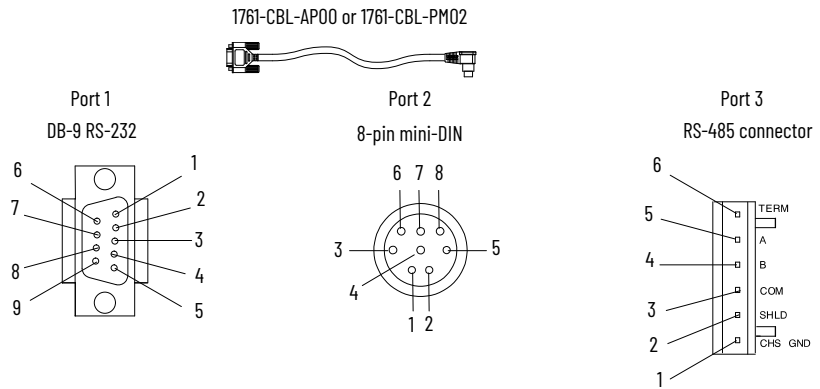 1761-CBL-AP00 or 1761-CBL-PM02
Port 1
DB-9 RS-232
6
7
8
9
1
2
3
4
5
Port 2
8-pin mini-DIN
6 7 8
3
5
4
1 2
Port 3
RS-485 connector
6
5
4
3
2
1
TERM
A
B
COM
SHLD
CHS GND